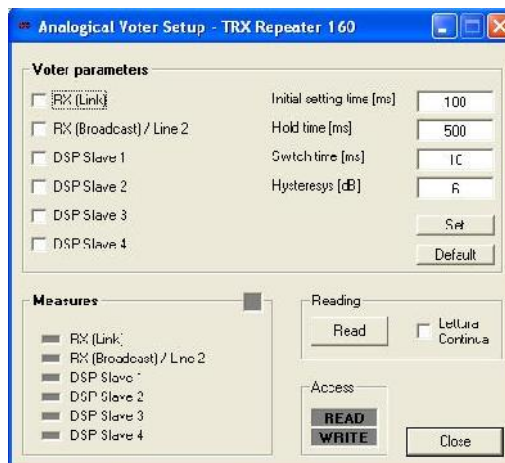 Analogical Voter Setup - TRX Repeater 160
Voter parameters
RX (Link)
RX (Broadcast) / Line 2
DSP Slave 1
DSP Slave 2
DSP Slave 3
DSP Slave 4
Initial setting time [ms] 100
Hold time [ms] 500
Switch time [ms] 10
Hysteresys [dB] 6
Set
Default
Measures
RX (Link)
RX (Broadcast) / Line 2
DSP Slave 1
DSP Slave 2
DSP Slave 3
DSP Slave 4
Reading
Read
Lettura
Continua
Access
READ
WRITE
Close